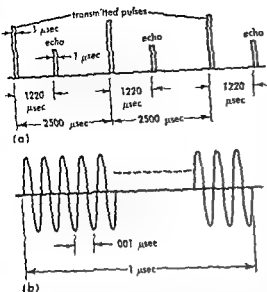 transmitted pulses
1 μsec
echo
echo
echo
1 μsec
1220
μsec
1220
μsec
1220
μsec
2500 μsec
2500 μsec
(a)
001 μsec
1 μsec
(b)